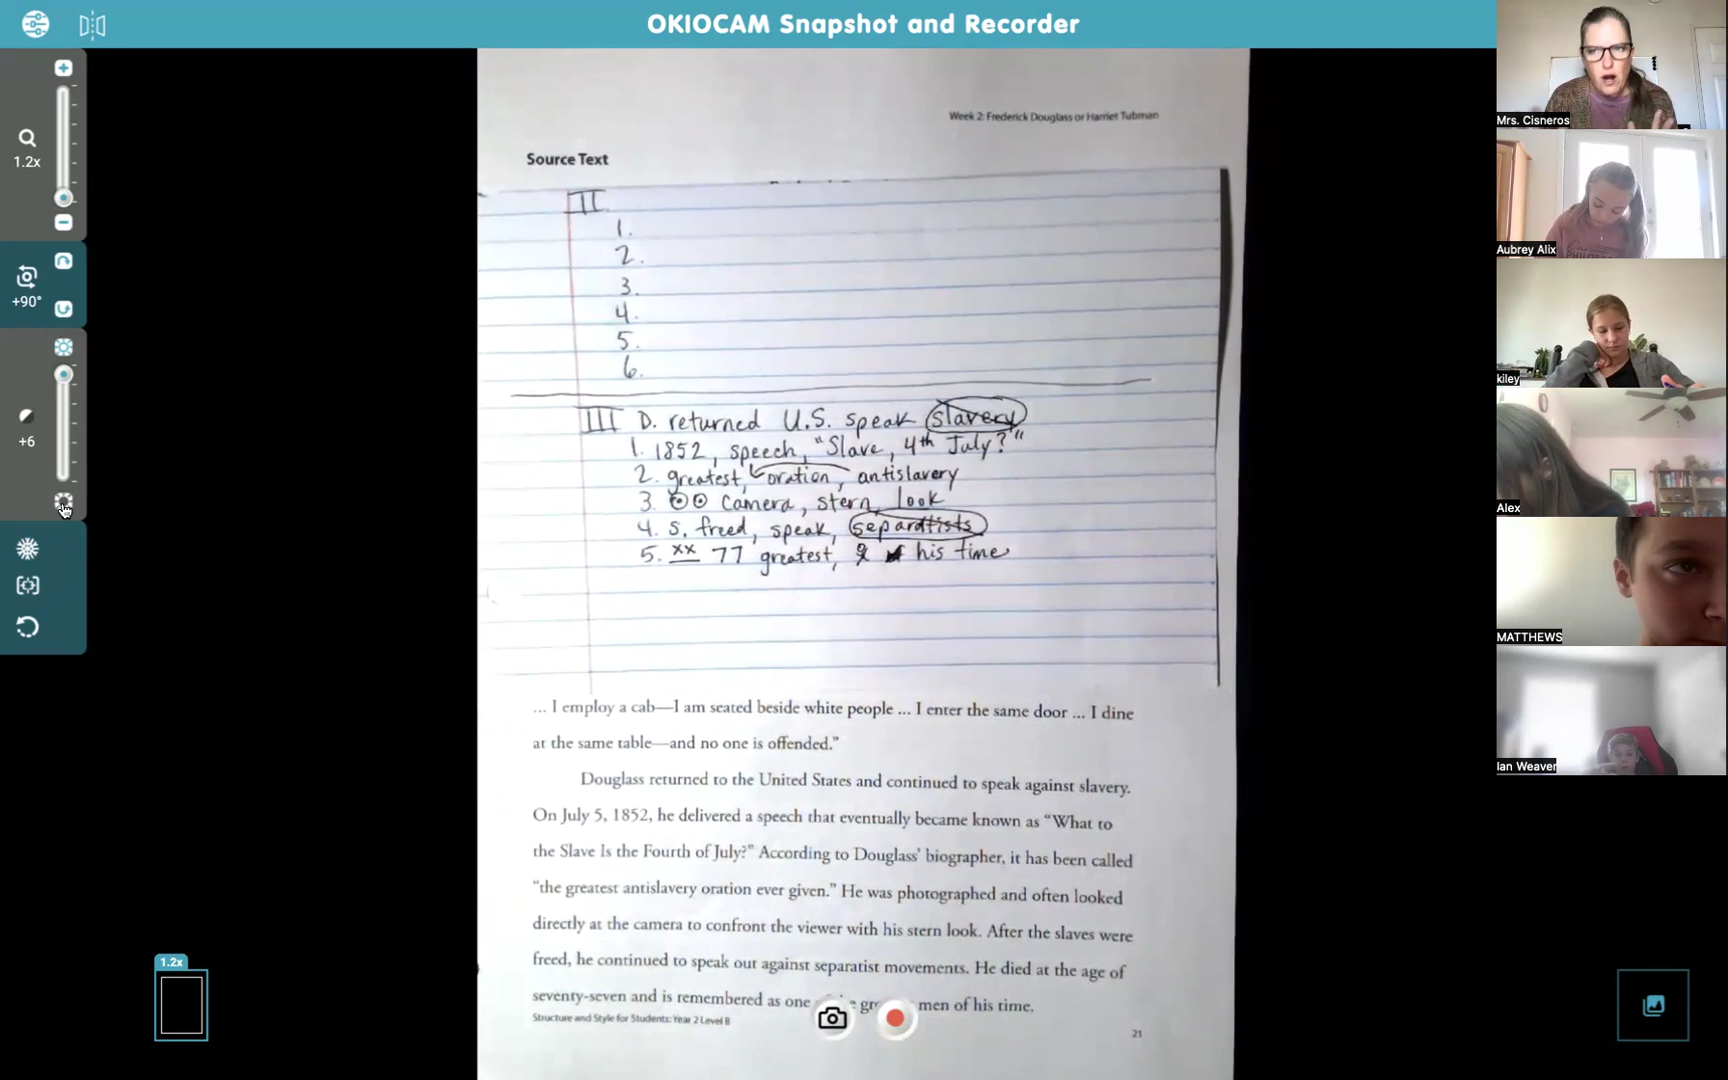 OKIOCAM Snapshot and Recorder
1.2x
+90°
+6
Week 2: Frederick Douglass or Harriet Tubman
Source Text
II
1.
2.
3.
4.
5.
6.
III D. returned U.S. speak slavery
1. 1852, speech, "Slave, 4th July?"
2. greatest, oration, antislavery
3. camera, stern look
4. S. freed, speak, separatists
5. xx 77 greatest, his time
... I employ a cab—I am seated beside white people ... I enter the same door ... I dine
at the same table—and no one is offended.”
Douglass returned to the United States and continued to speak against slavery.
On July 5, 1852, he delivered a speech that eventually became known as “What to
the Slave Is the Fourth of July?” According to Douglass’ biographer, it has been called
“the greatest antislavery oration ever given.” He was photographed and often looked
directly at the camera to confront the viewer with his stern look. After the slaves were
freed, he continued to speak out against separatist movements. He died at the age of
seventy-seven and is remembered as one men of his time.
Structure and Style for Students: Year 2 Level B
21
1.2x
Mrs. Cisneros
Aubrey Alix
kiley
Alex
MATTHEWS
Ian Weaver